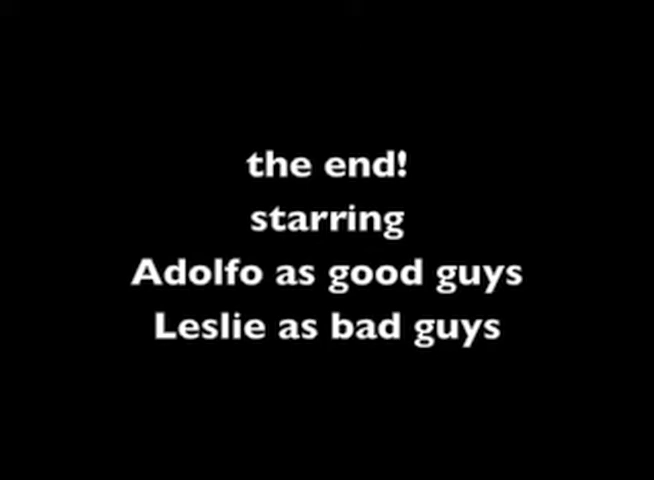 the end!
starring
Adolfo as good guys
Leslie as bad guys